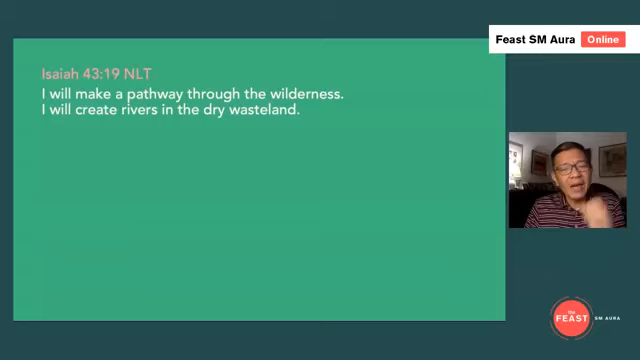 Feast SM Aura Online
Isaiah 43:19 NLT
I will make a pathway through the wilderness.
I will create rivers in the dry wasteland.
the
FEAST SM AURA